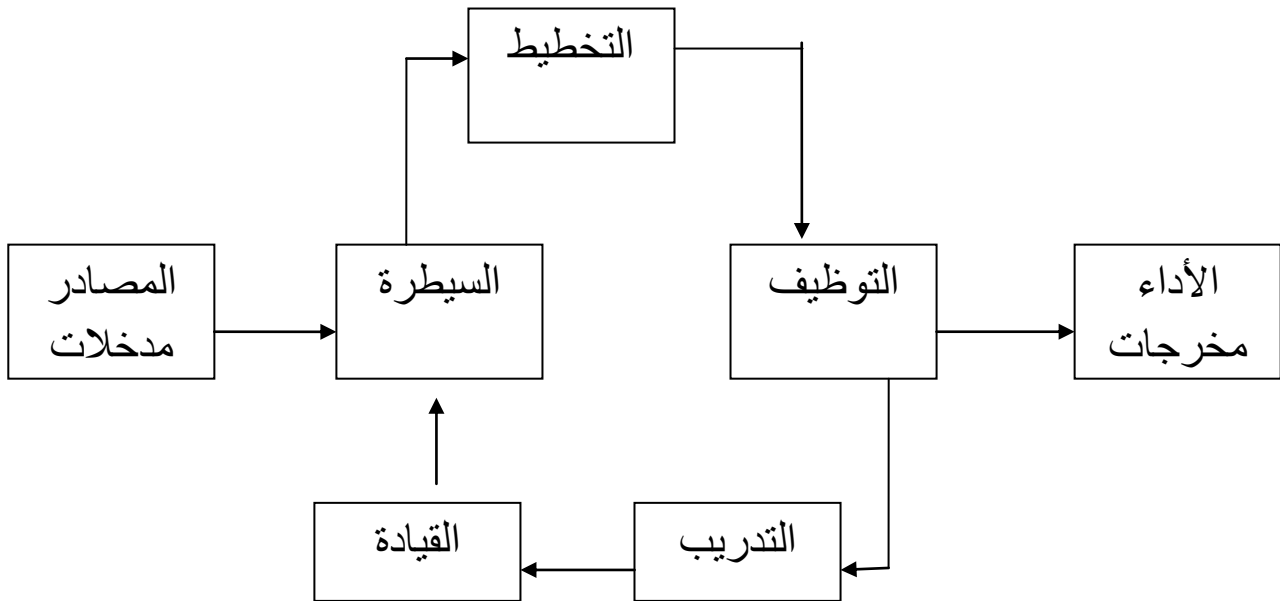 التخطيط
المصادر
مدخلات
السيطرة
التوظيف
الأداء
مخرجات
القيادة
التدريب